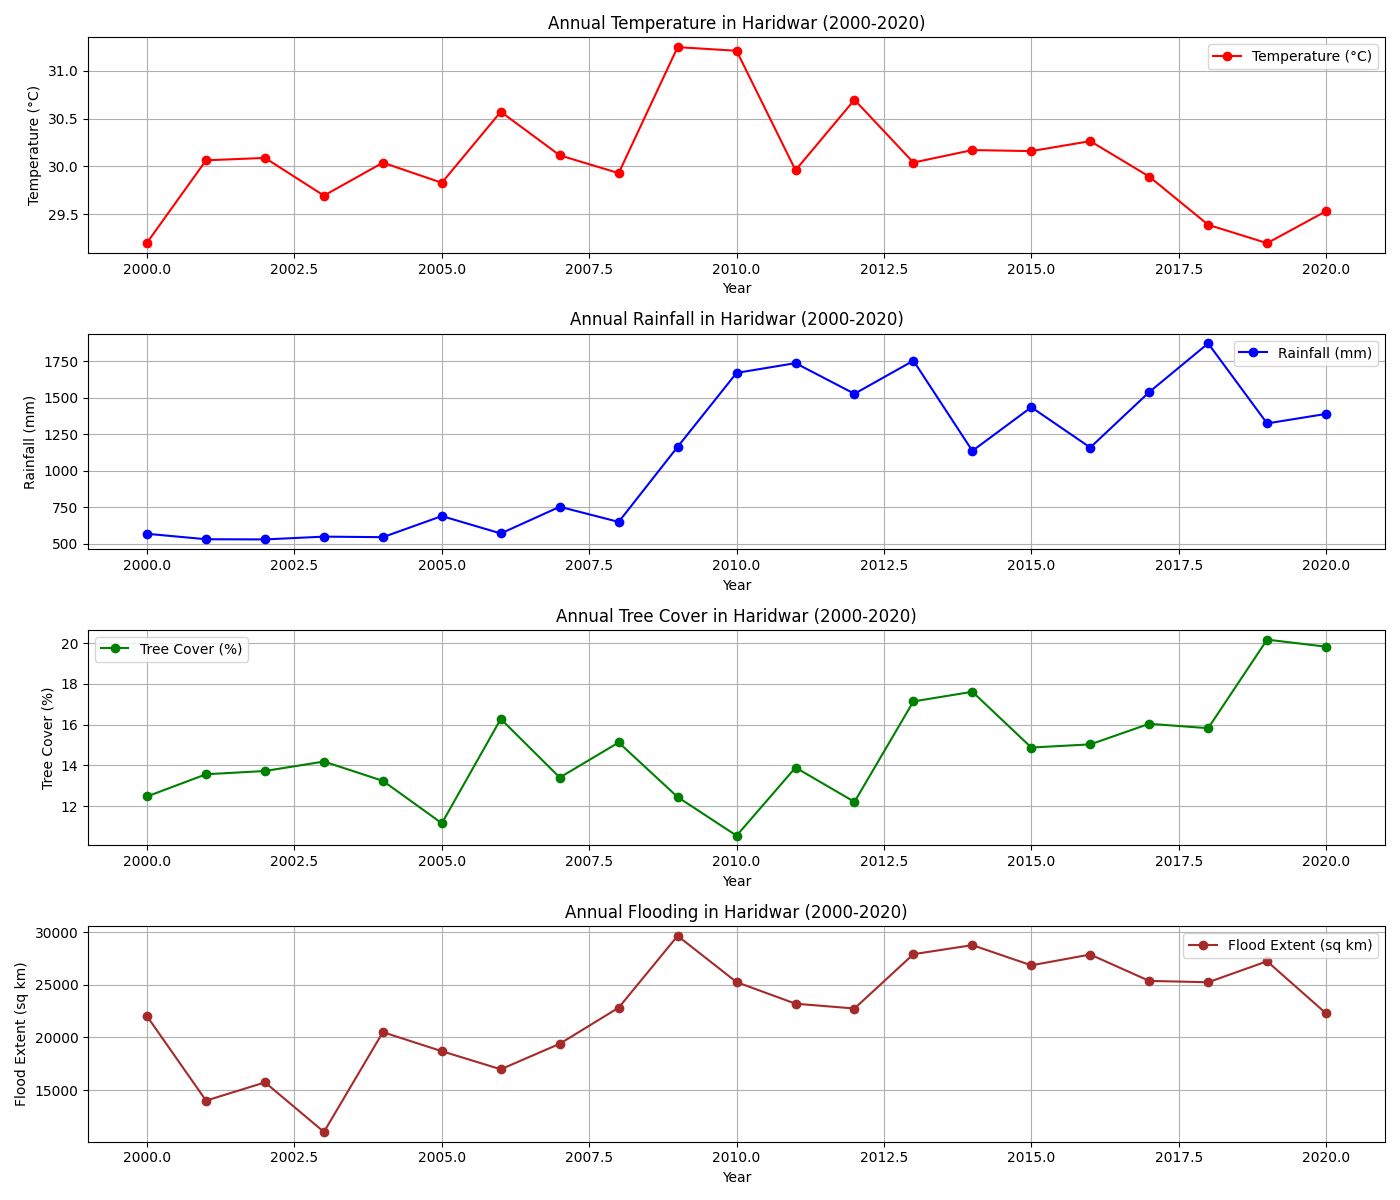 Annual Temperature in Haridwar (2000-2020)
Temperature (°C)
Temperature (°C)
31.0
30.5
30.0
29.5
2000.0 2002.5 2005.0 2007.5 2010.0 2012.5 2015.0 2017.5 2020.0
Year
Annual Rainfall in Haridwar (2000-2020)
Rainfall (mm)
Rainfall (mm)
1750
1500
1250
1000
750
500
2000.0 2002.5 2005.0 2007.5 2010.0 2012.5 2015.0 2017.5 2020.0
Year
Annual Tree Cover in Haridwar (2000-2020)
Tree Cover (%)
Tree Cover (%)
20
18
16
14
12
2000.0 2002.5 2005.0 2007.5 2010.0 2012.5 2015.0 2017.5 2020.0
Year
Annual Flooding in Haridwar (2000-2020)
Flood Extent (sq km)
Flood Extent (sq km)
30000
25000
20000
15000
2000.0 2002.5 2005.0 2007.5 2010.0 2012.5 2015.0 2017.5 2020.0
Year